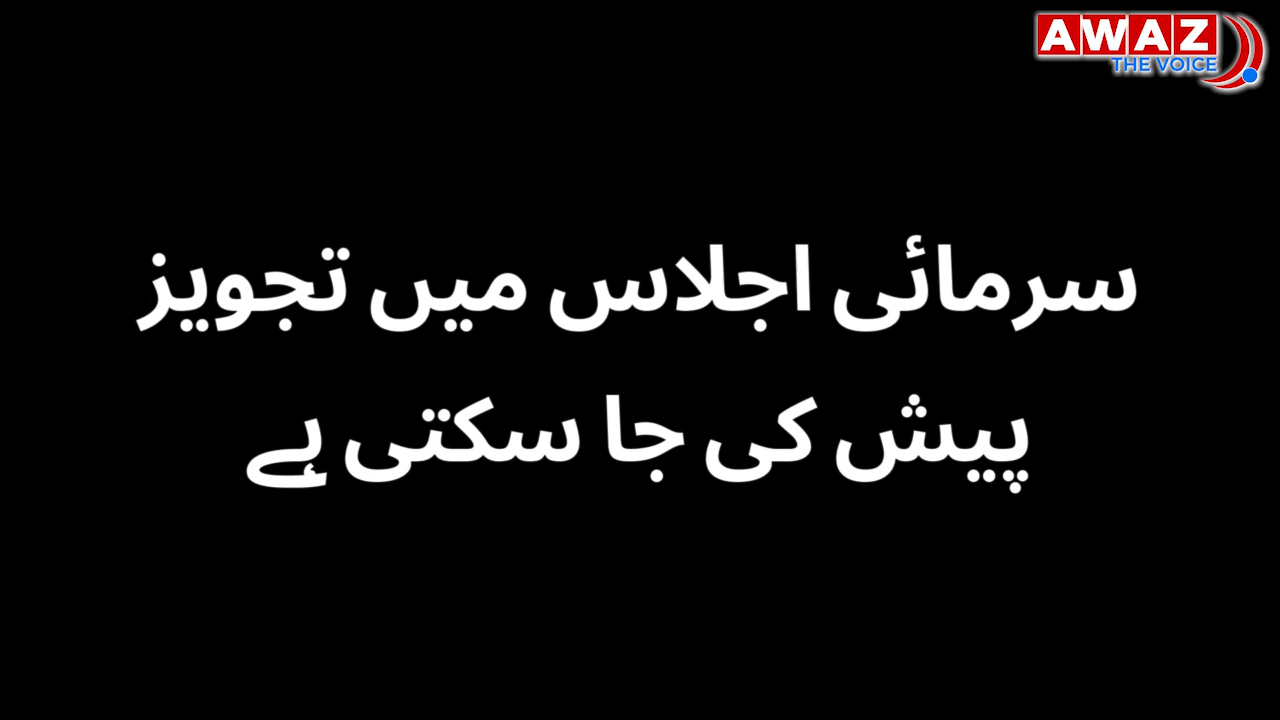 AWAZ
THE VOICE
سرمائی اجلاس میں تجویز
پیش کی جا سکتی ہے